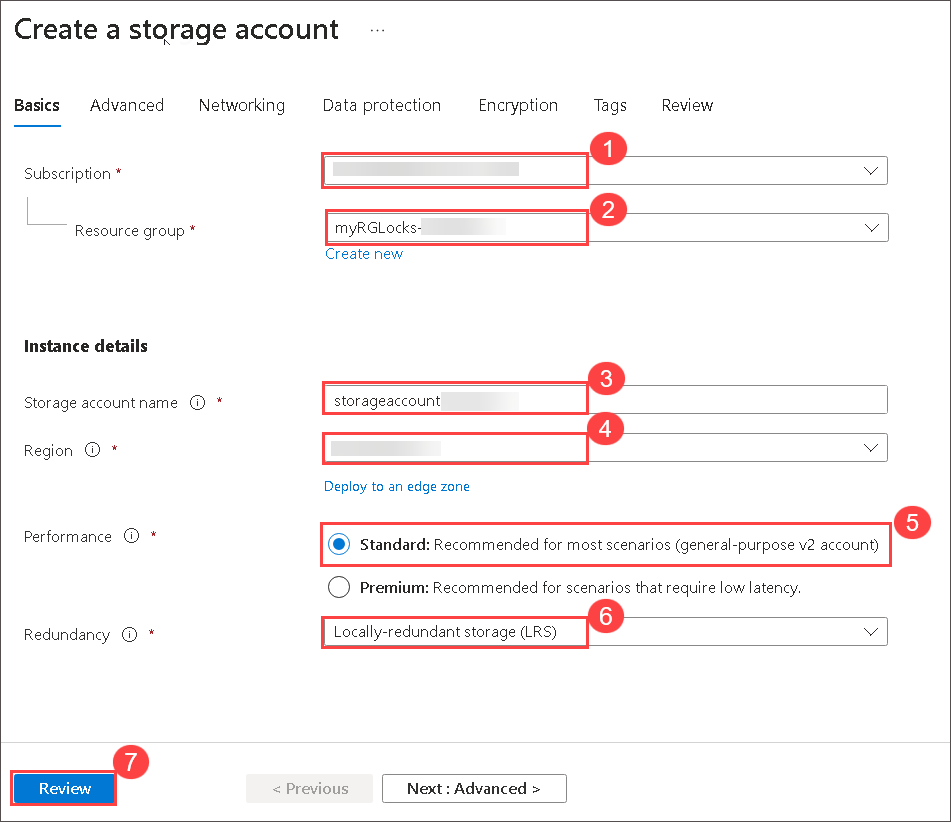 Create a storage account ...
Basics Advanced Networking Data protection Encryption Tags Review
1
Subscription *
2
Resource group * myRGLocks-
Create new
Instance details
3
Storage account name * storageaccount
4
Region *
Deploy to an edge zone
5
Performance * Standard: Recommended for most scenarios (general-purpose v2 account)
Premium: Recommended for scenarios that require low latency.
6
Redundancy * Locally-redundant storage (LRS)
7
Review < Previous Next : Advanced >